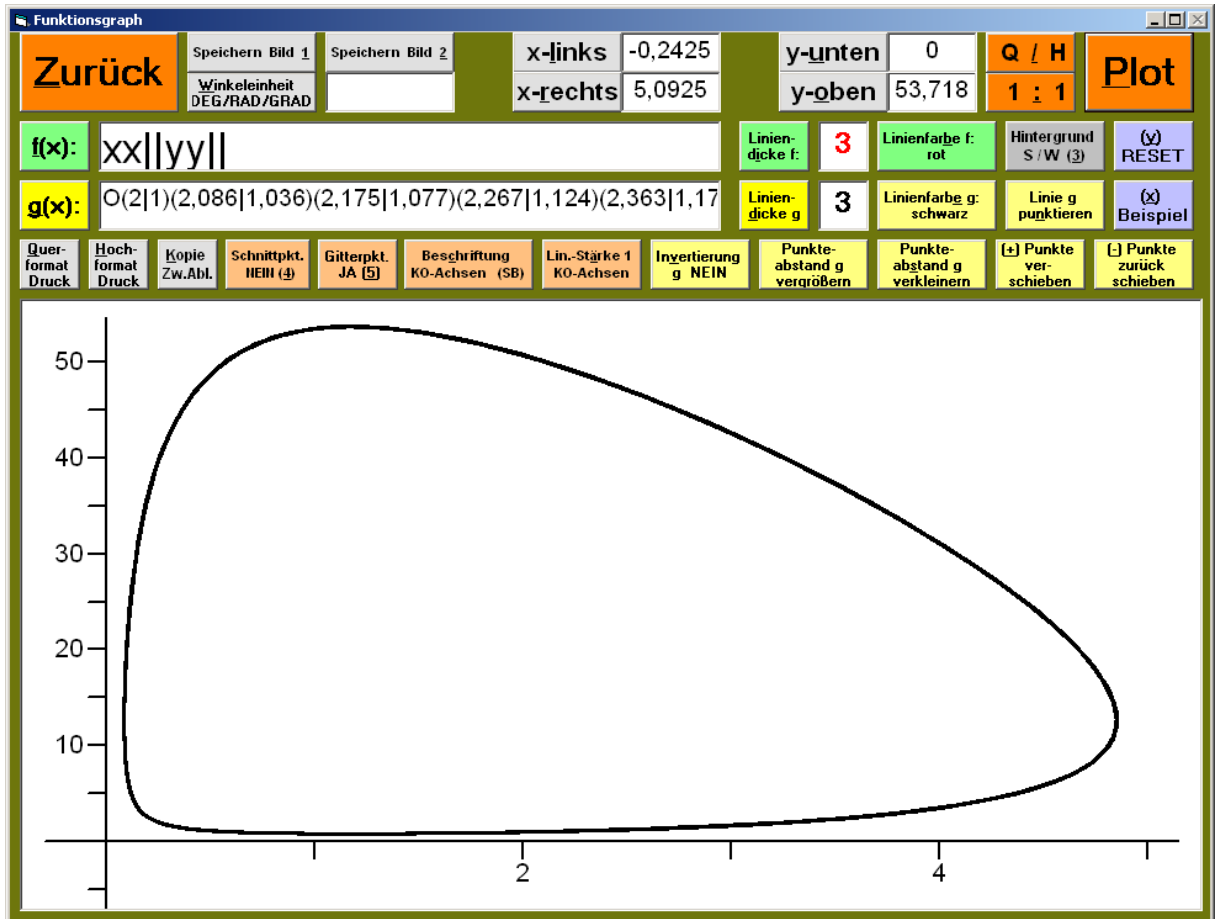 Funktionsgraph
Zurück
Speichern Bild 1
Speichern Bild 2
Winkeleinheit
DEG/RAD/GRAD
x-links
-0,2425
x-rechts
5,0925
y-unten
0
y-oben
53,718
Q / H
1 : 1
Plot
f(x):
xx||yy||
Linien-
dicke f:
3
Linienfarbe f:
rot
Hintergrund
S/W (3)
(y)
RESET
g(x):
O(2|1)(2,086|1,036)(2,175|1,077)(2,267|1,124)(2,363|1,17
Linien-
dicke g
3
Linienfarbe g:
schwarz
Linie g
punktieren
(x)
Beispiel
Quer-
format
Druck
Hoch-
format
Druck
Kopie
Zw.Abl.
Schnittpkt.
NEIN (4)
Gitterpkt.
JA (5)
Beschriftung
KO-Achsen (SB)
Lin.-Stärke 1
KO-Achsen
Invertierung
g NEIN
Punkte-
abstand g
vergrößern
Punkte-
abstand g
verkleinern
(+) Punkte
ver-
schieben
(-) Punkte
zurück
schieben
50
40
30
20
10
2
4